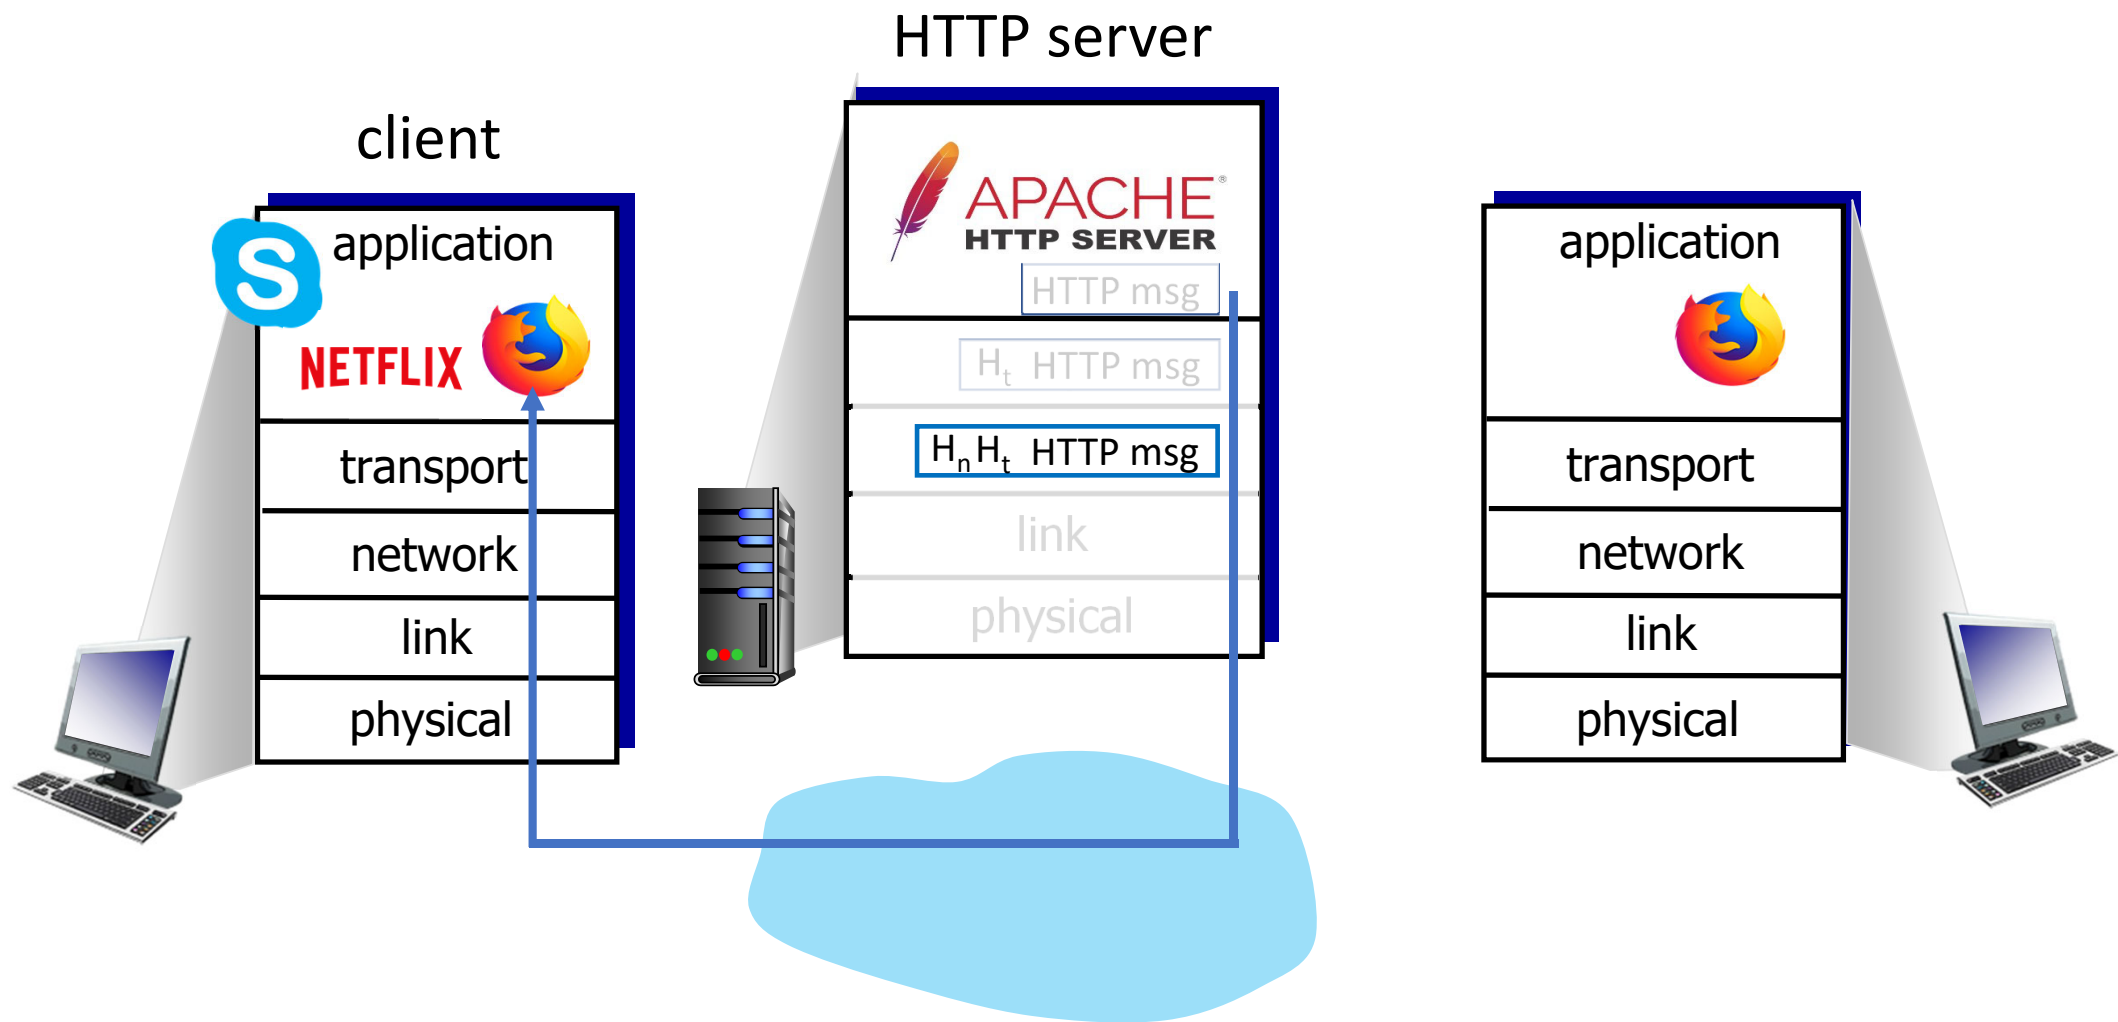 HTTP server
client
application
S
NETFLIX
transport
network
link
physical
APACHE®
HTTP SERVER
HTTP msg
Ht HTTP msg
HnHt HTTP msg
link
physical
application
transport
network
link
physical